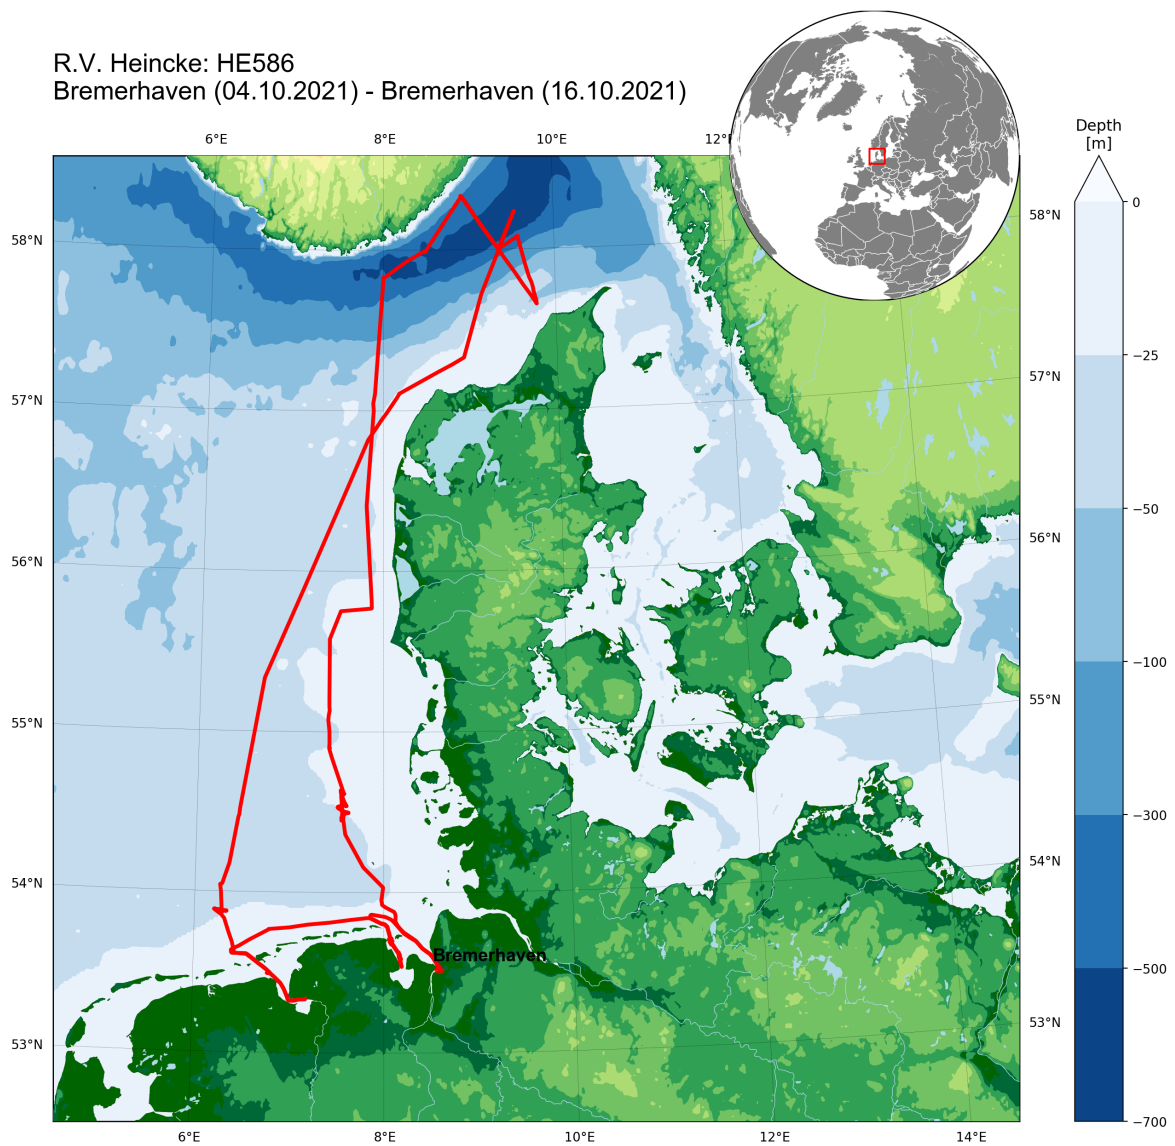 R.V. Heincke: HE586
Bremerhaven (04.10.2021) - Bremerhaven (16.10.2021)
Depth
[m]
6°E 8°E 10°E 12°
0
58°N 58°N
−25
57°N 57°N
−50
56°N 56°N
−100
55°N 55°N
−300
54°N 54°N
Bremerhaven
−500
53°N 53°N
−700
6°E 8°E 10°E 12°E 14°E